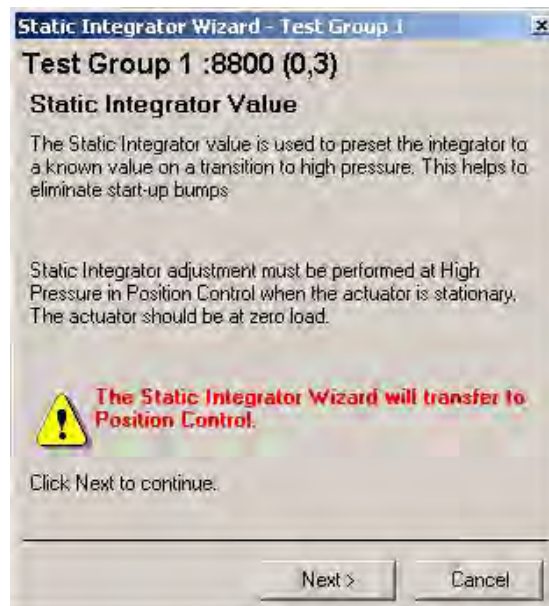 Static Integrator Wizard - Test Group 1
Test Group 1 :8800 (0,3)
Static Integrator Value
The Static Integrator value is used to preset the integrator to
a known value on a transition to high pressure. This helps to
eliminate start-up bumps
Static Integrator adjustment must be performed at High
Pressure in Position Control when the actuator is stationary.
The actuator should be at zero load.
The Static Integrator Wizard will transfer to
Position Control.
Click Next to continue.
Next >
Cancel